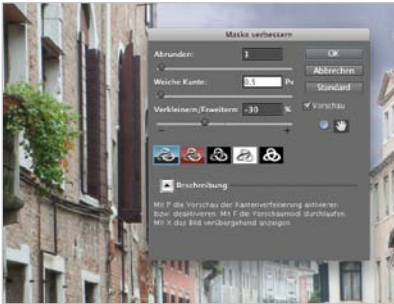 Maske verbessern
Abrunden: 3
OK
Abbrechen
Weiche Kante: 0,5 Px
Standard
Verkleinern/Erweitern: -30 %
Vorschau
Beschreibung
Mit P die Vorschau der Kantenverfeinerung aktivieren
bzw. deaktivieren. Mit F die Vorschaumodi durchlaufen.
Mit X das Bild vorübergehend anzeigen.